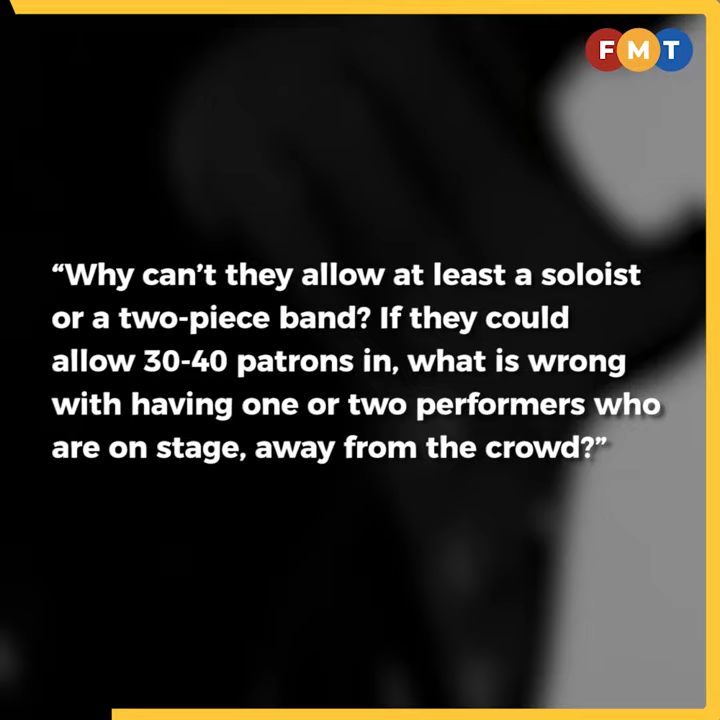 FMT
“Why can’t they allow at least a soloist
or a two-piece band? If they could
allow 30-40 patrons in, what is wrong
with having one or two performers who
are on stage, away from the crowd?”